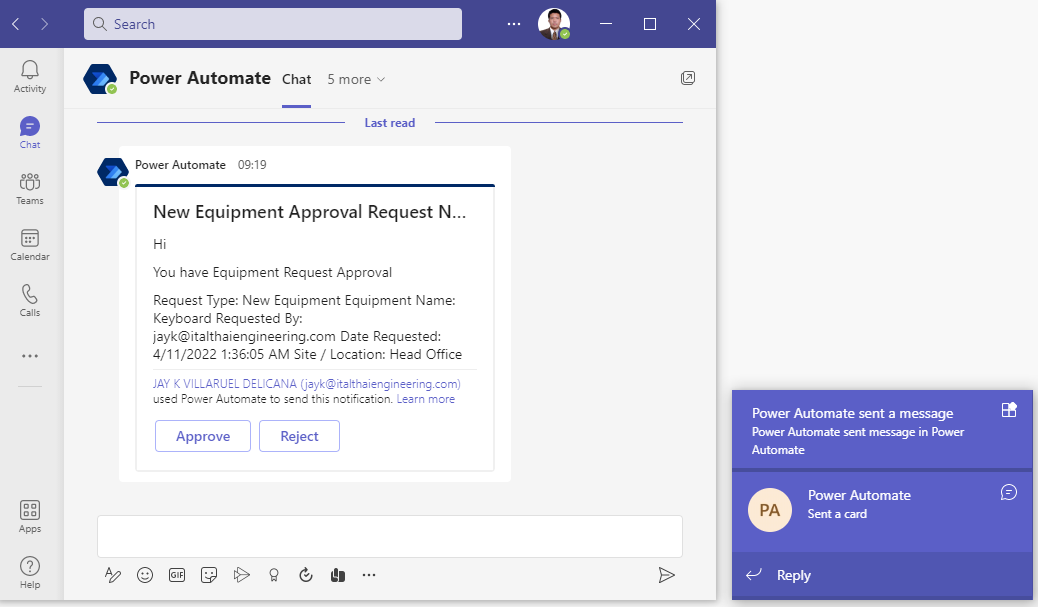 Search
Activity
Chat
Teams
Calendar
Calls
Apps
Help
Power Automate Chat 5 more
Last read
Power Automate 09:19
New Equipment Approval Request N...
Hi
You have Equipment Request Approval
Request Type: New Equipment Equipment Name:
Keyboard Requested By:
jayk@italthaiengineering.com Date Requested:
4/11/2022 1:36:05 AM Site / Location: Head Office
JAY K VILLARUEL DELICANA (jayk@italthaiengineering.com)
used Power Automate to send this notification. Learn more
Approve Reject
GIF
Power Automate sent a message
Power Automate sent message in Power
Automate
PA
Power Automate
Sent a card
Reply